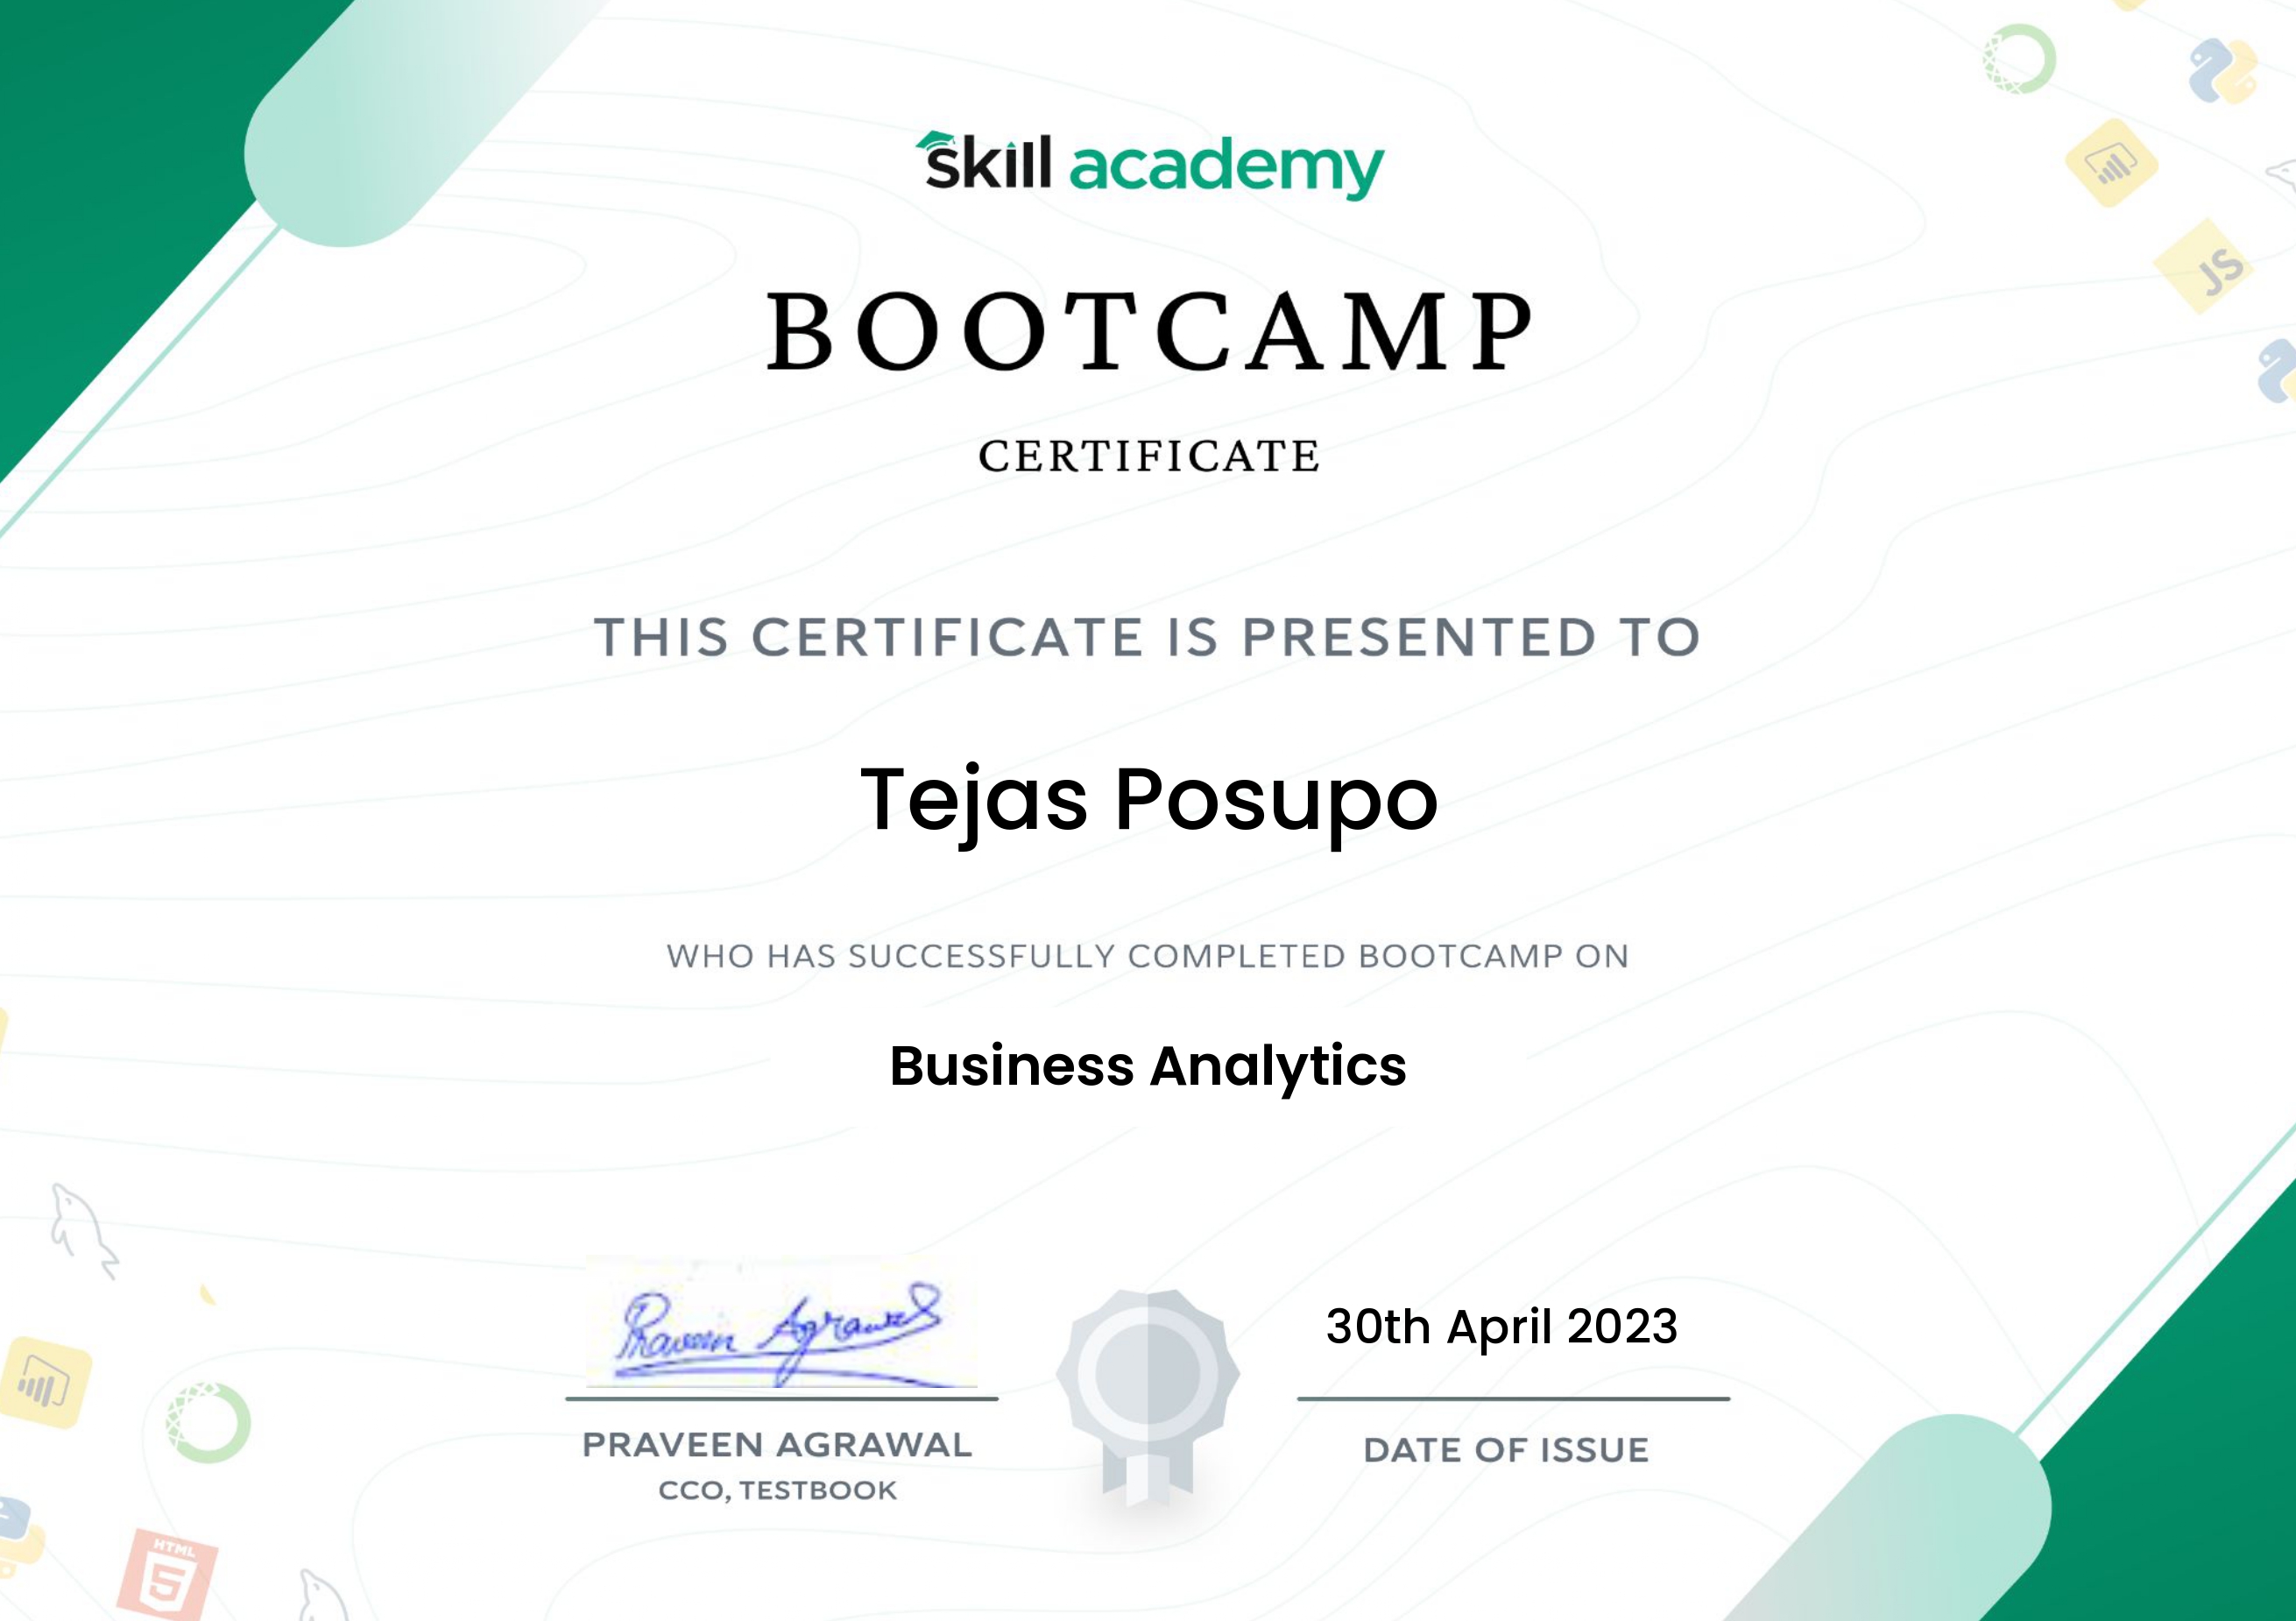 skill academy
BOOTCAMP
CERTIFICATE
THIS CERTIFICATE IS PRESENTED TO
Tejas Posupo
WHO HAS SUCCESSFULLY COMPLETED BOOTCAMP ON
Business Analytics
Praveen Agrawal
30th April 2023
PRAVEEN AGRAWAL
DATE OF ISSUE
CCO, TESTBOOK
JS
HTML
5